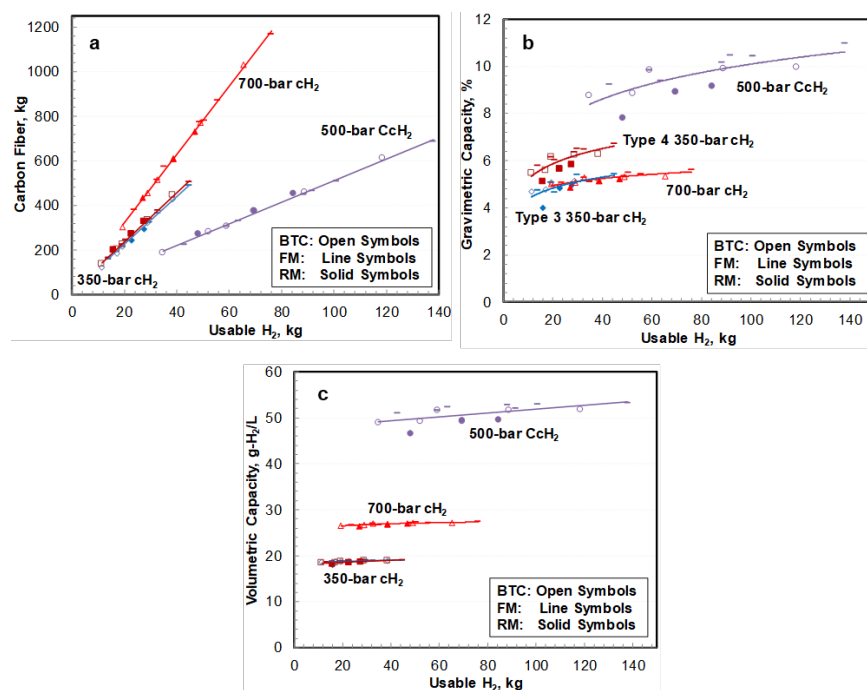 a
1200
1000
800
600
400
200
0
Carbon Fiber, kg
700-bar cH₂
500-bar CcH₂
350-bar cH₂
BTC: Open Symbols
FM: Line Symbols
RM: Solid Symbols
0 20 40 60 80 100 120 140
Usable H₂, kg
b
12
10
8
6
4
2
0
Gravimetric Capacity, %
500-bar CcH₂
Type 4 350-bar cH₂
700-bar cH₂
Type 3 350-bar cH₂
BTC: Open Symbols
FM: Line Symbols
RM: Solid Symbols
0 20 40 60 80 100 120 140
Usable H₂, kg
c
60
50
40
30
20
10
0
Volumetric Capacity, g-H₂/L
500-bar CcH₂
700-bar cH₂
350-bar cH₂
BTC: Open Symbols
FM: Line Symbols
RM: Solid Symbols
0 20 40 60 80 100 120 140
Usable H₂, kg